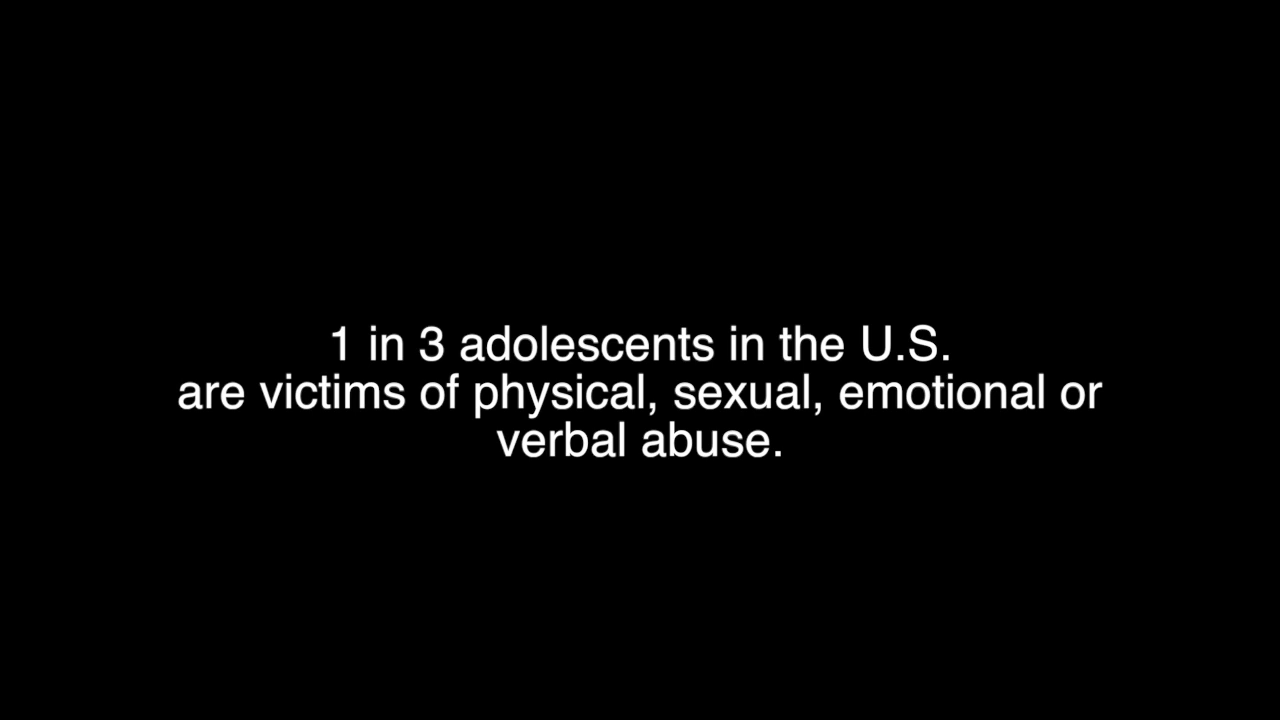 1 in 3 adolescents in the U.S.
are victims of physical, sexual, emotional or
verbal abuse.